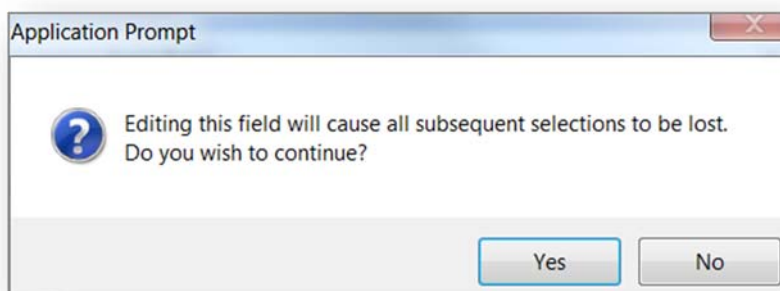 Application Prompt
Editing this field will cause all subsequent selections to be lost.
Do you wish to continue?
Yes
No